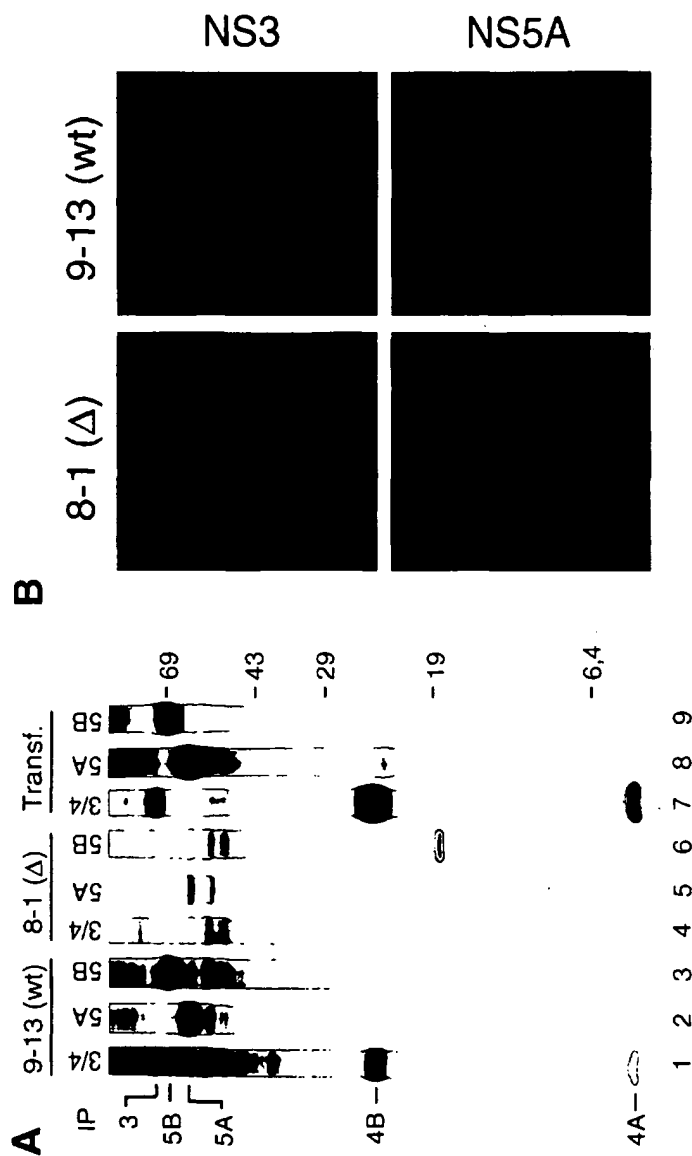 A
9-13 (wt) 8-1 (Δ) Transf.
IP 3/4 5A 5B 3/4 5A 5B 3/4 5A 5B
3
5B
5A
4B
4A
69
43
29
19
6,4
1 2 3 4 5 6 7 8 9
B
8-1 (Δ) 9-13 (wt)
NS3
NS5A